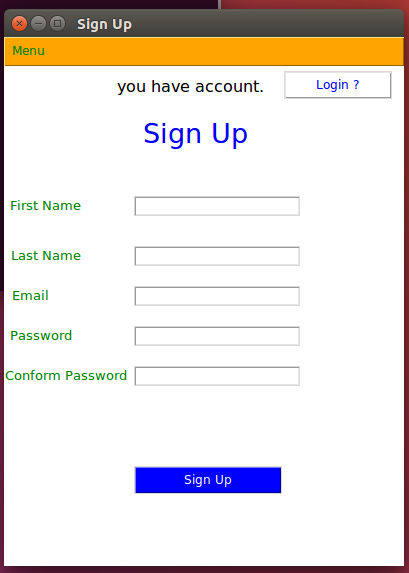 Sign Up
Menu
you have account.
Login ?
Sign Up
First Name
Last Name
Email
Password
Conform Password
Sign Up